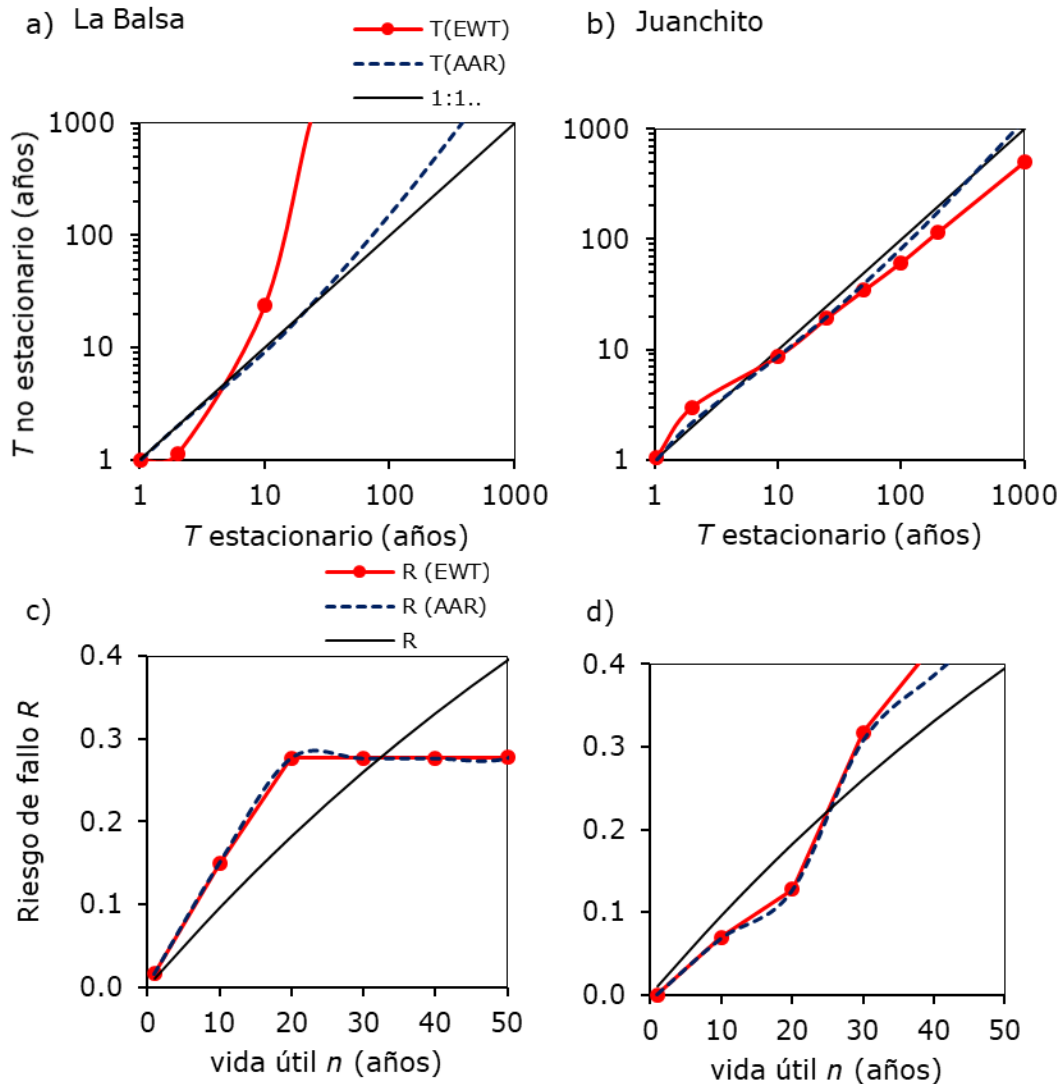 a) La Balsa
T(EWT)
T(AAR)
1:1..
b) Juanchito
T no estacionario (años)
1000
100
10
1
1 10 100 1000
T estacionario (años)
1000
100
10
1
1 10 100 1000
T estacionario (años)
R (EWT)
R (AAR)
R
c)
d)
Riesgo de fallo R
0.4
0.3
0.2
0.1
0.0
0 10 20 30 40 50
vida útil n (años)
0.4
0.3
0.2
0.1
0.0
0 10 20 30 40 50
vida útil n (años)